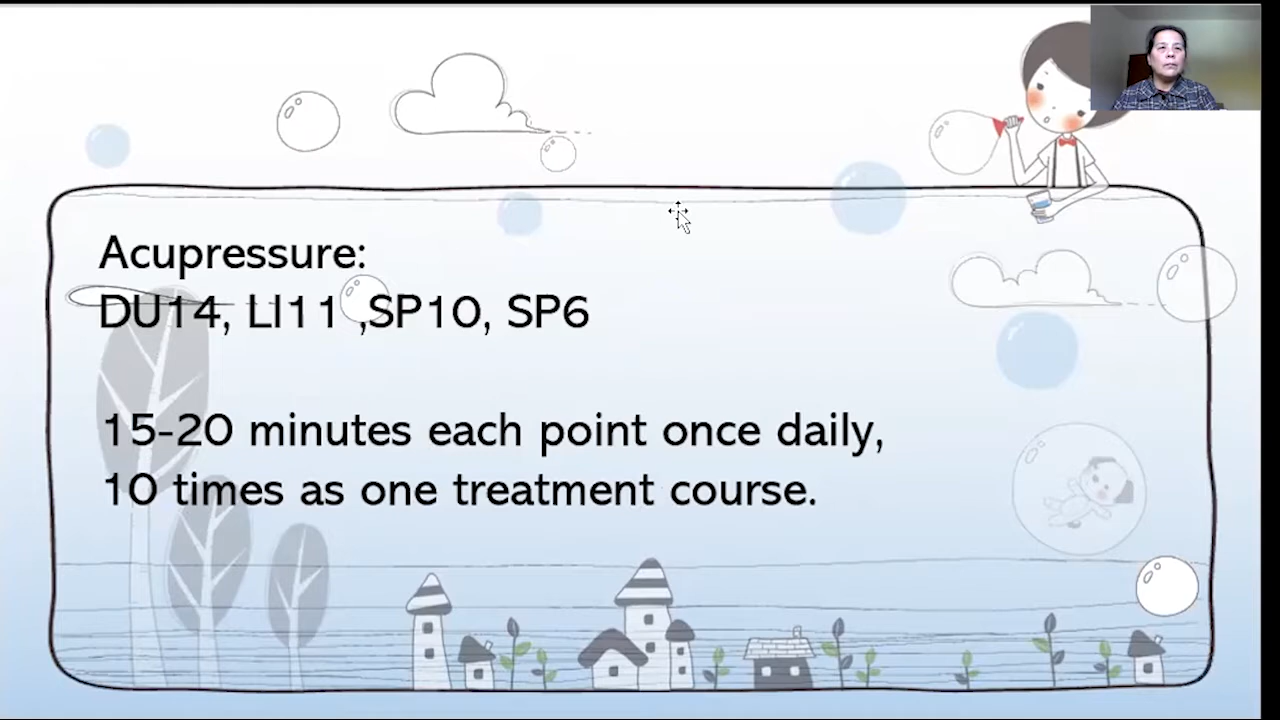 Acupressure:
DU14, LI11 ,SP10, SP6
15-20 minutes each point once daily,
10 times as one treatment course.